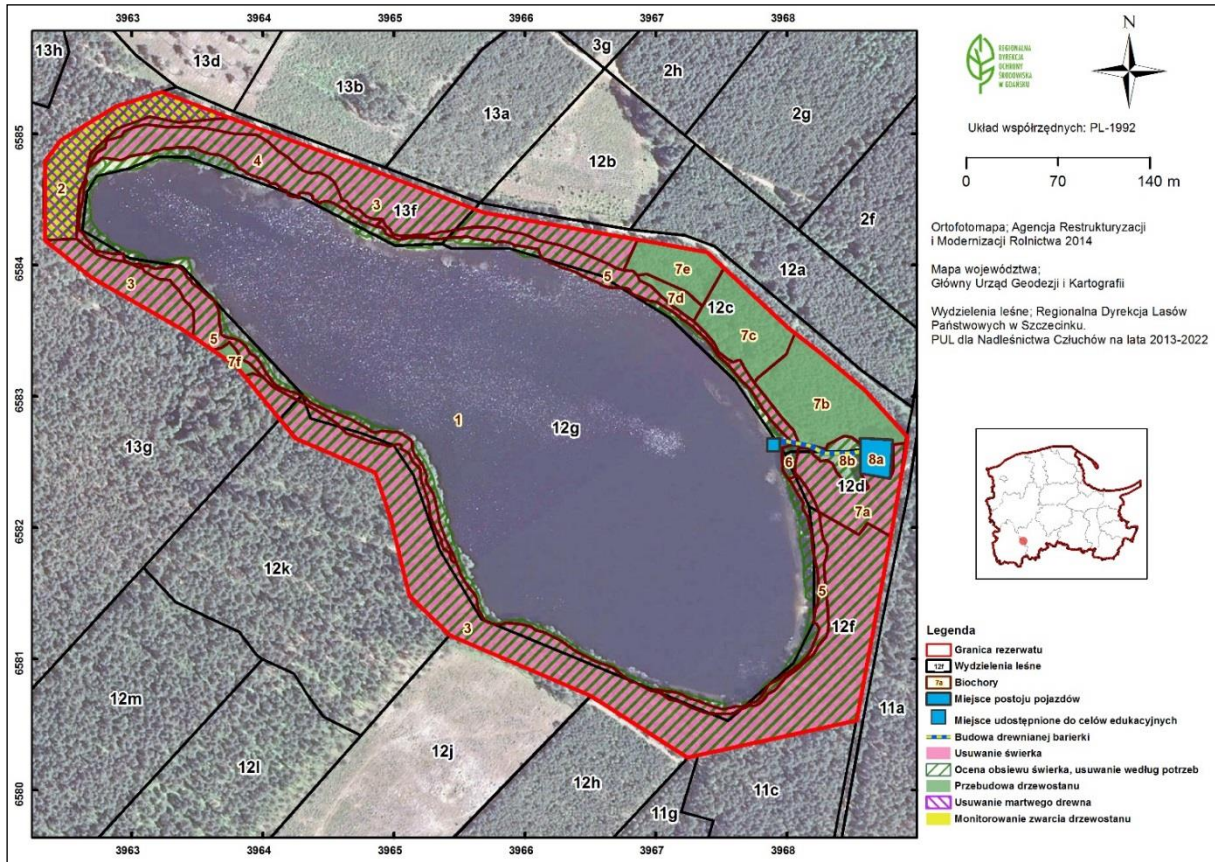 3963 3964 3965 3966 3967 3968
13h
13d
13b
13a
3g
2h
2g
12b
2f
12a
6585
6584
6583
6582
6581
6580
2
4
3
13f
3
5
7e
7d
12c
7c
7b
5
7f
1
12g
6
8b
8a
12d
7a
13g
12k
3
5
12f
12m
12l
12j
12h
11g
11c
11a
3963 3964 3965 3966 3967 3968
REGIONALNA
DYREKCJA
OCHRONY
ŚRODOWISKA
W GDAŃSKU
N
Układ współrzędnych: PL-1992
0 70 140 m
Ortofotomapa; Agencja Restrukturyzacji
i Modernizacji Rolnictwa 2014
Mapa województwa;
Główny Urząd Geodezji i Kartografii
Wydzielenia leśne; Regionalna Dyrekcja Lasów
Państwowych w Szczecinku.
PUL dla Nadleśnictwa Człuchów na lata 2013-2022
Legenda
Granica rezerwatu
12f Wydzielenia leśne
7a Biochory
Miejsce postoju pojazdów
Miejsce udostępnione do celów edukacyjnych
Budowa drewnianej barierki
Usuwanie świerka
Ocena obsiewu świerka, usuwanie według potrzeb
Przebudowa drzewostanu
Usuwanie martwego drewna
Monitorowanie zwarcia drzewostanu